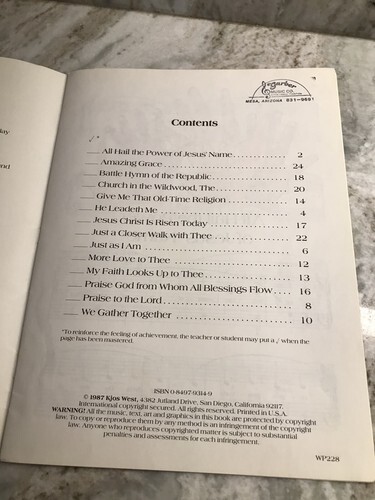 Garber
MUSIC CO.
MESA, ARIZONA
Contents
√*
All Hail the Power of Jesus' Name . . . . . . . . . . . 2
Amazing Grace . . . . . . . . . . . 24
Battle Hymn of the Republic . . . . . . . . . . . 18
Church in the Wildwood, The . . . . . . . . . . . 20
Give Me That Old-Time Religion . . . . . . . . . . . 14
He Leadeth Me . . . . . . . . . . . 4
Jesus Christ Is Risen Today . . . . . . . . . . . 17
Just a Closer Walk with Thee . . . . . . . . . . . 22
Just as I Am . . . . . . . . . . . 6
More Love to Thee . . . . . . . . . . . 12
My Faith Looks Up to Thee . . . . . . . . . . . 13
Praise God from Whom All Blessings Flow . . . . 16
Praise to the Lord . . . . . . . . . . . 8
We Gather Together . . . . . . . . . . . 10
*To reinforce the feeling of achievement, the teacher or student may put a √ when the
page has been mastered.
ISBN 0-8497-9314-9
© 1987 Kjos West, 4382 Jutland Drive, San Diego, California 92117.
International copyright secured. All rights reserved. Printed in U.S.A.
WARNING! All the music, text, art and graphics in this book are protected by copyright
law. To copy or reproduce them by any method is an infringement of the copyright
law. Anyone who reproduces copyrighted matter is subject to substantial
penalties and assessments for each infringement.
WP228